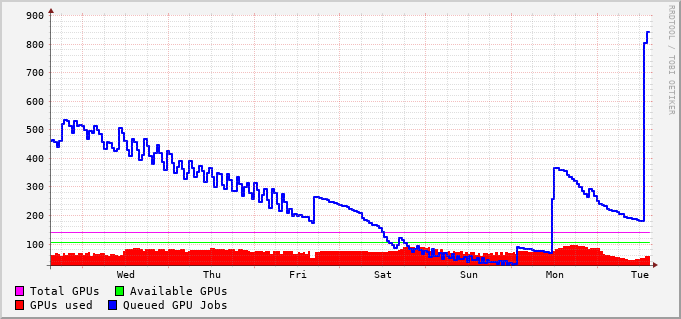 900
800
700
600
500
400
300
200
100
Wed Thu Fri Sat Sun Mon Tue
Total GPUs Available GPUs
GPUs used Queued GPU Jobs
RRDTOOL / TOBI OETIKER